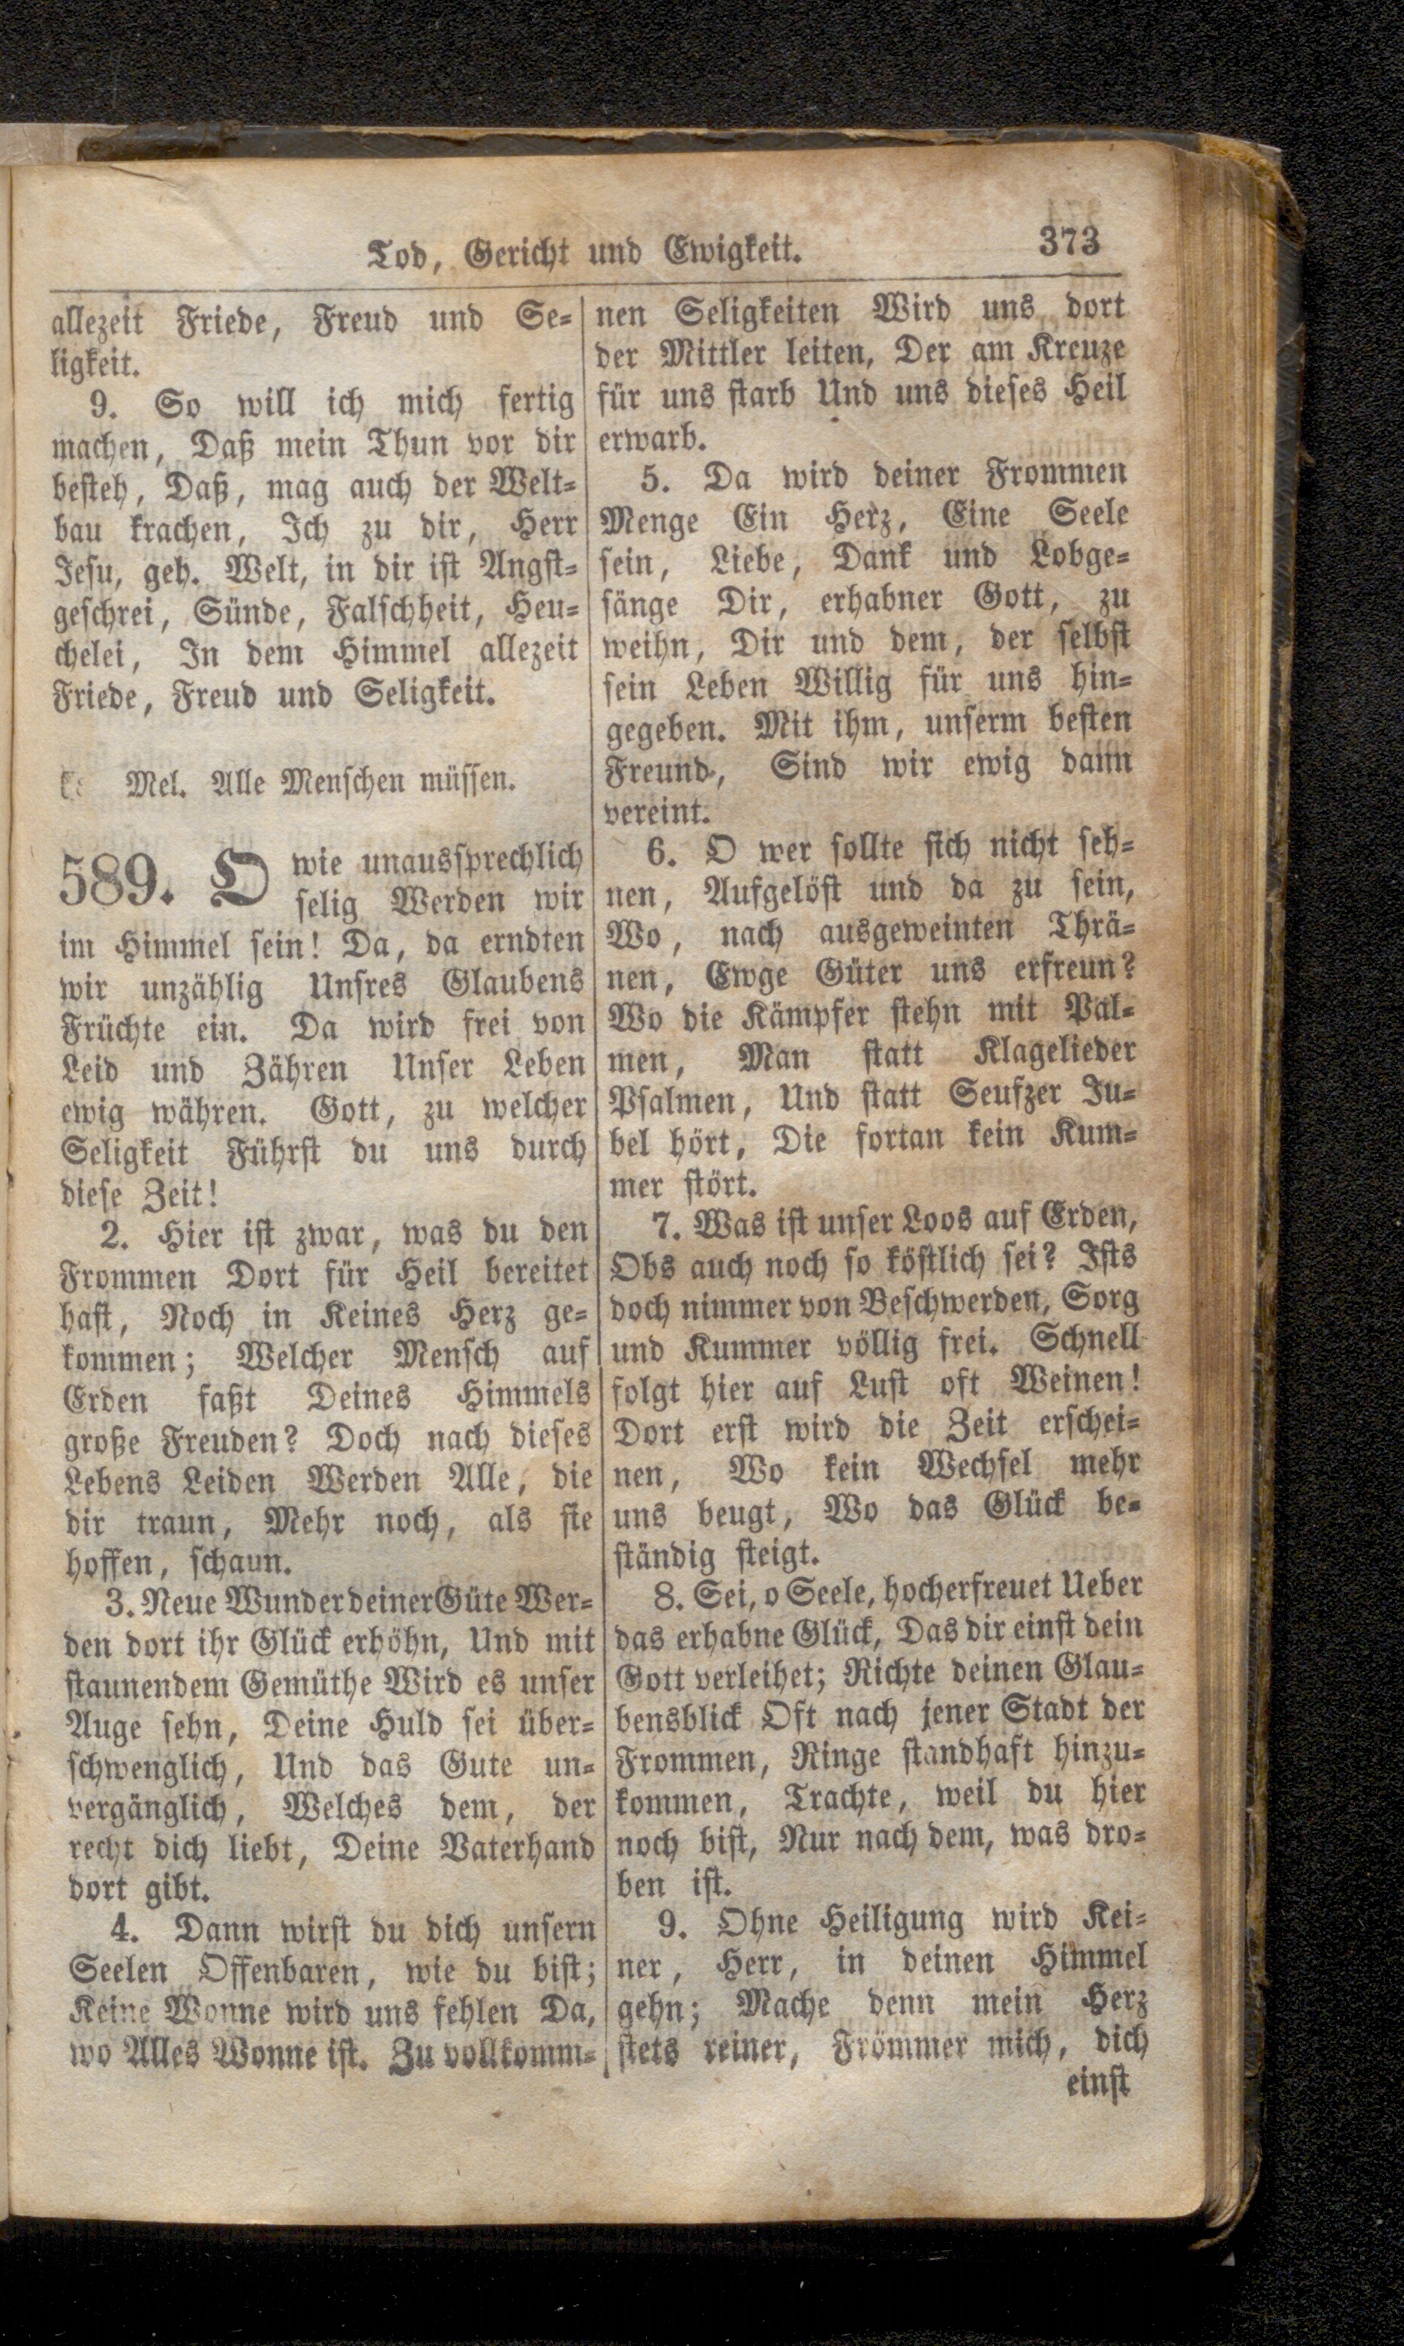 Tod, Gericht und Ewigkeit.
373
allezeit Friede, Freud und Se-
ligkeit.
9. So will ich mich fertig
machen, Daß mein Thun vor dir
besteh, Daß, mag auch der Welt-
bau krachen, Ich zu dir, Herr
Jesu, geh. Welt, in dir ist Angst-
geschrei, Sünde, Falschheit, Heu-
chelei, In dem Himmel allezeit
Friede, Freud und Seligkeit.
Mel. Alle Menschen müssen.
589. O wie unaussprechlich
selig Werden wir
im Himmel sein! Da, da erndten
wir unzählig Unsres Glaubens
Früchte ein. Da wird frei von
Leid und Zähren Unser Leben
ewig währen. Gott, zu welcher
Seligkeit Führst du uns durch
diese Zeit!
2. Hier ist zwar, was du den
Frommen Dort für Heil bereitet
hast, Noch in Keines Herz ge-
kommen; Welcher Mensch auf
Erden faßt Deines Himmels
große Freuden? Doch nach dieses
Lebens Leiden Werden Alle, die
dir traun, Mehr noch, als sie
hoffen, schaun.
3. Neue Wunder deiner Güte Wer-
den dort ihr Glück erhöhn, Und mit
staunendem Gemüthe Wird es unser
Auge sehn, Deine Huld sei über-
schwenglich, Und das Gute un-
vergänglich, Welches dem, der
recht dich liebt, Deine Vaterhand
dort gibt.
4. Dann wirst du dich unsern
Seelen Offenbaren, wie du bist;
Keine Wonne wird uns fehlen Da,
wo Alles Wonne ist. Zu vollkomm-
nen Seligkeiten Wird uns dort
der Mittler leiten, Der am Kreuze
für uns starb Und uns dieses Heil
erwarb.
5. Da wird deiner Frommen
Menge Ein Herz, Eine Seele
sein, Liebe, Dank und Lobge-
sänge Dir, erhabner Gott, zu
weihn, Dir und dem, der selbst
sein Leben Willig für uns hin-
gegeben. Mit ihm, unserm besten
Freund, Sind wir ewig dann
vereint.
6. O wer sollte sich nicht seh-
nen, Aufgelöst und da zu sein,
Wo, nach ausgeweinten Thrä-
nen, Ewge Güter uns erfreun?
Wo die Kämpfer stehn mit Pal-
men, Man statt Klagelieder
Psalmen, Und statt Seufzer Ju-
bel hört, Die fortan kein Kum-
mer stört.
7. Was ist unser Loos auf Erden,
Obs auch noch so köstlich sei? Ists
doch nimmer von Beschwerden, Sorg
und Kummer völlig frei. Schnell
folgt hier auf Lust oft Weinen!
Dort erst wird die Zeit erschei-
nen, Wo kein Wechsel mehr
uns beugt, Wo das Glück be-
ständig steigt.
8. Sei, o Seele, hocherfreuet Ueber
das erhabne Glück, Das dir einst dein
Gott verleihet; Richte deinen Glau-
bensblick Oft nach jener Stadt der
Frommen, Ringe standhaft hinzu-
kommen, Trachte, weil du hier
noch bist, Nur nach dem, was dro-
ben ist.
9. Ohne Heiligung wird Kei-
ner, Herr, in deinen Himmel
gehn; Mache denn mein Herz
stets reiner, Frömmer mich, dich
einst